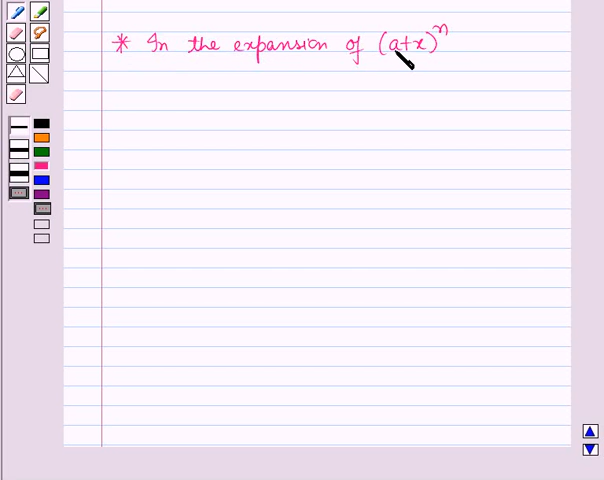 * In the expansion of (a+x)^n